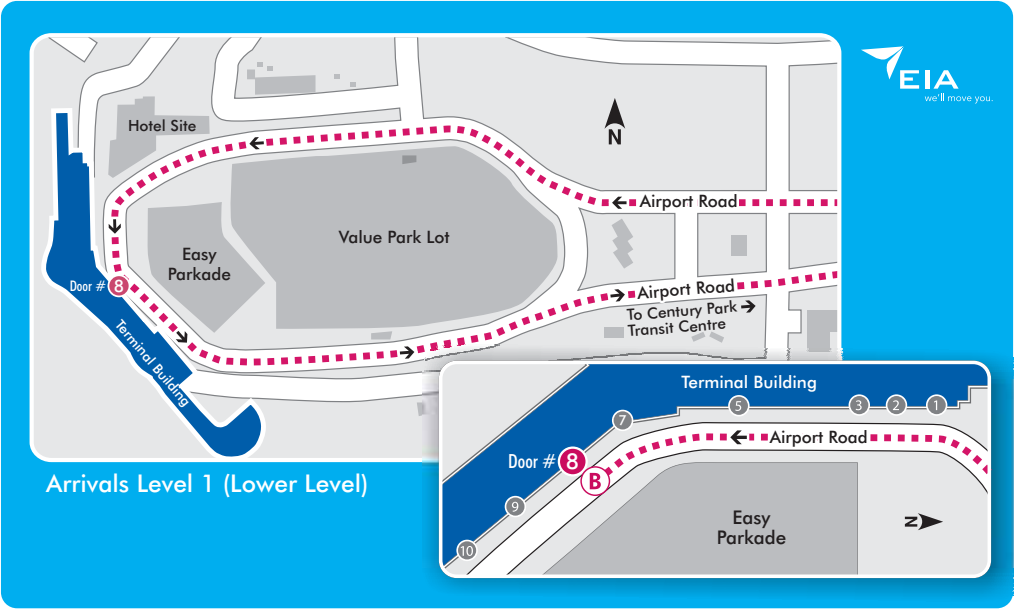 EIA
we'll move you.
Hotel Site
N
Airport Road
Value Park Lot
Easy
Parkade
Door # 8
Airport Road
To Century Park
Transit Centre
Terminal Building
Arrivals Level 1 (Lower Level)
Terminal Building
1
2
3
5
7
Airport Road
Door # 8
B
9
10
Easy
Parkade
N